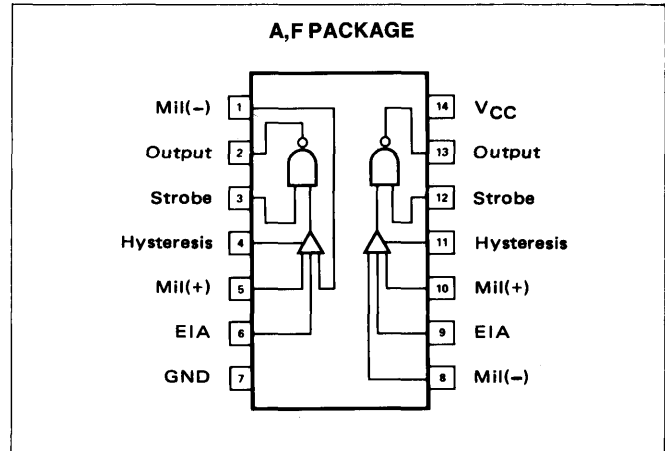 A,F PACKAGE
Mil(-) 1
Output 2
Strobe 3
Hysteresis 4
Mil(+) 5
EIA 6
GND 7
14 VCC
13 Output
12 Strobe
11 Hysteresis
10 Mil(+)
9 EIA
8 Mil(-)